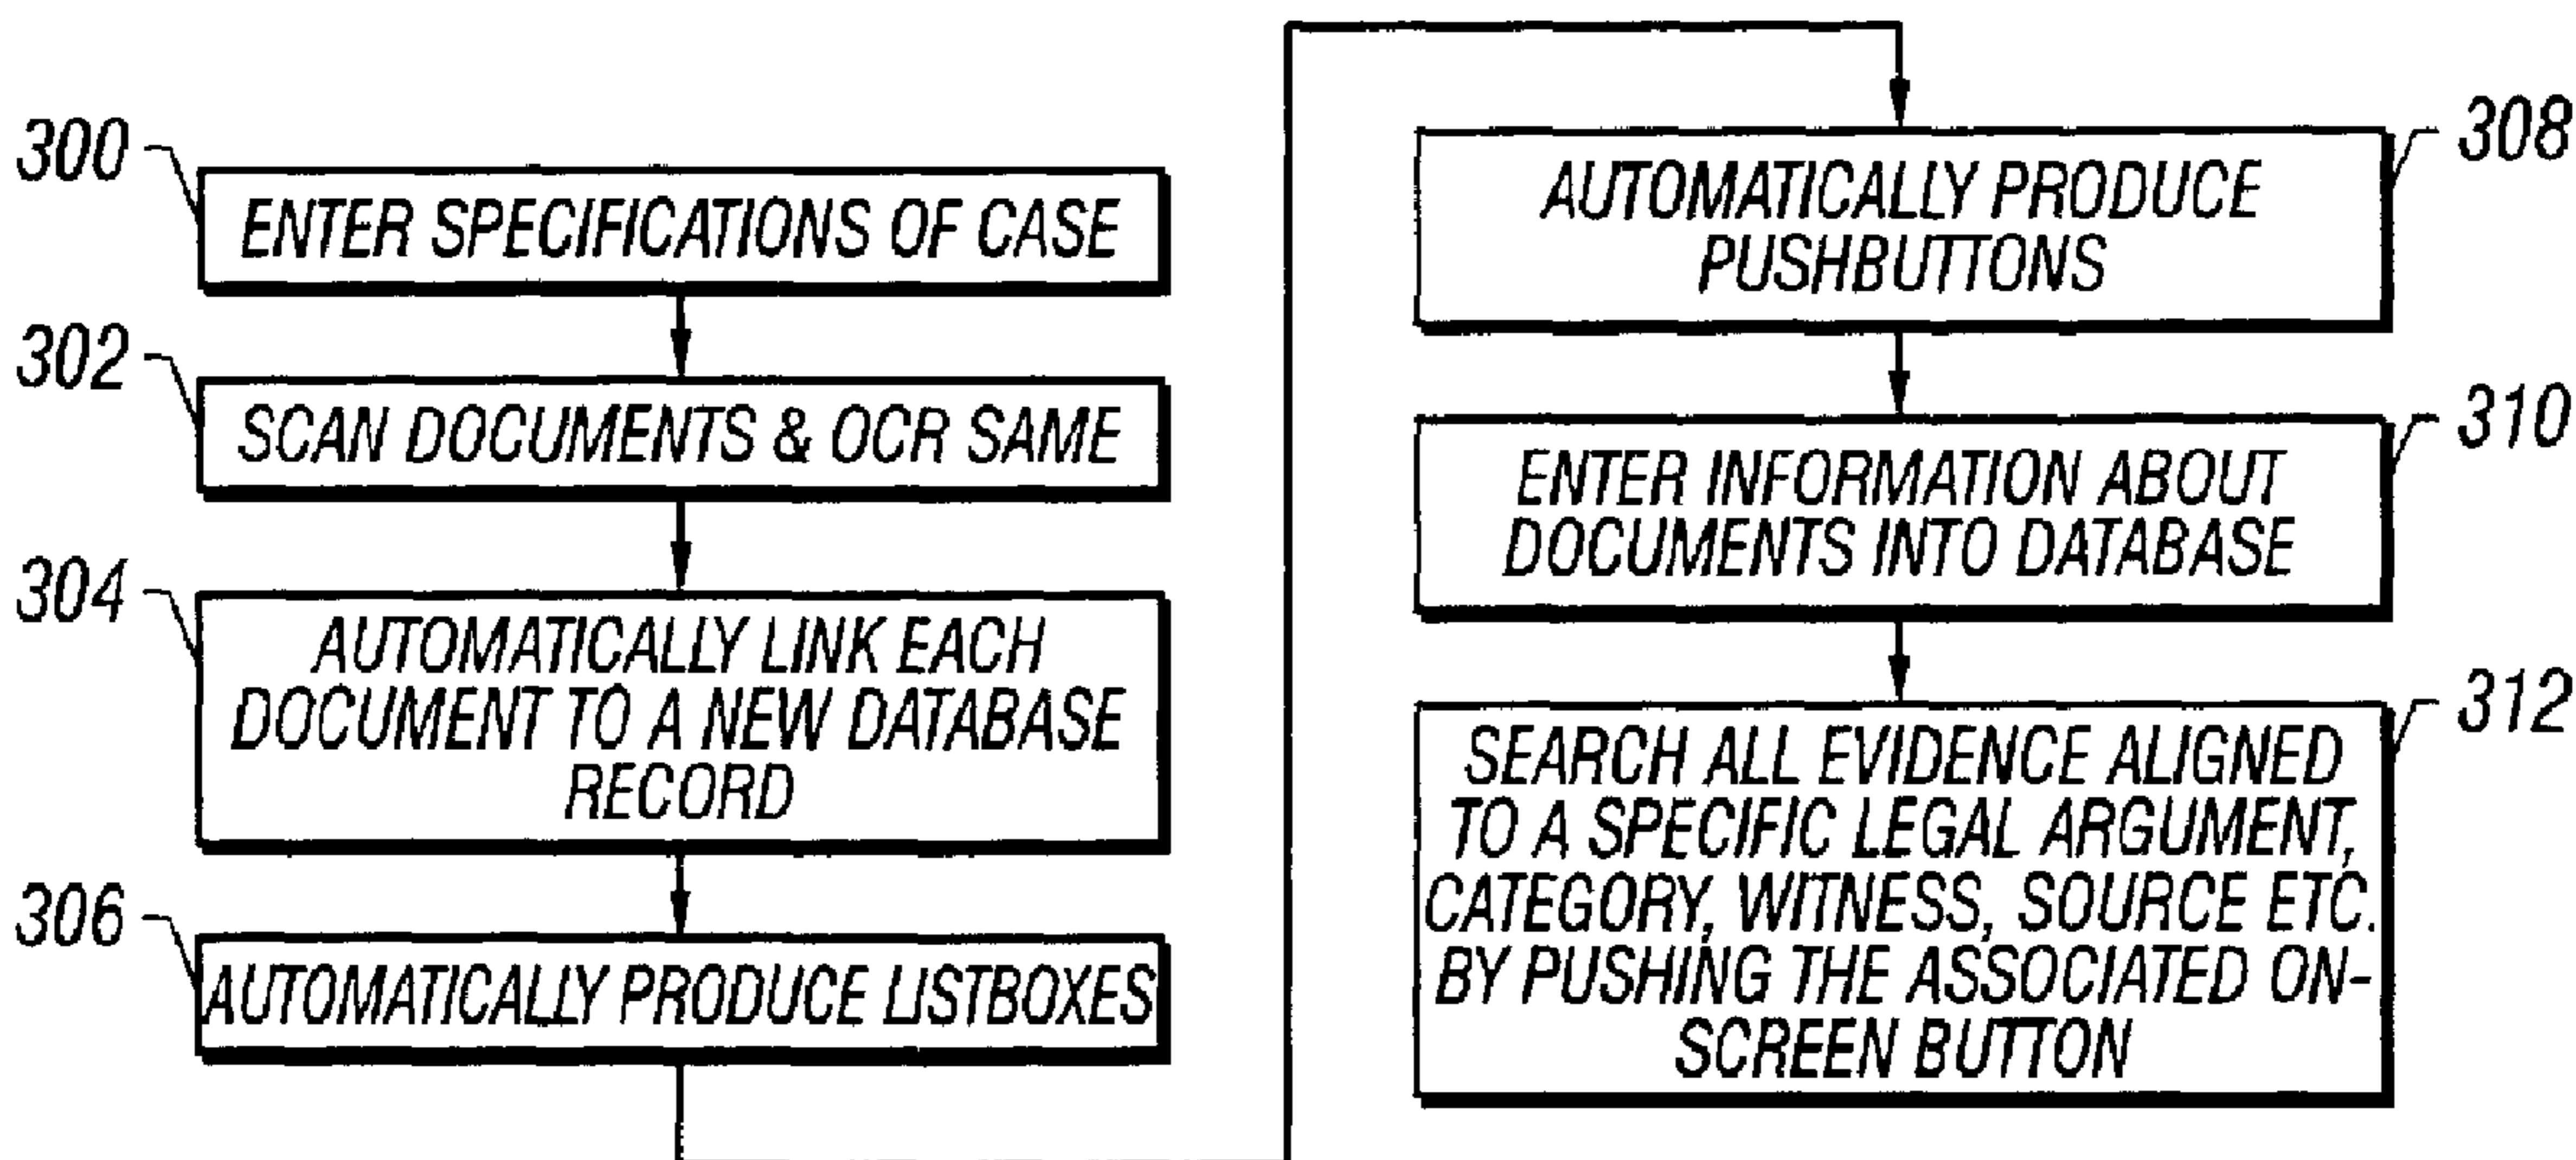 300
ENTER SPECIFICATIONS OF CASE
302
SCAN DOCUMENTS & OCR SAME
304
AUTOMATICALLY LINK EACH
DOCUMENT TO A NEW DATABASE
RECORD
306
AUTOMATICALLY PRODUCE LISTBOXES
308
AUTOMATICALLY PRODUCE
PUSHBUTTONS
310
ENTER INFORMATION ABOUT
DOCUMENTS INTO DATABASE
312
SEARCH ALL EVIDENCE ALIGNED
TO A SPECIFIC LEGAL ARGUMENT,
CATEGORY, WITNESS, SOURCE ETC.
BY PUSHING THE ASSOCIATED ON-
SCREEN BUTTON